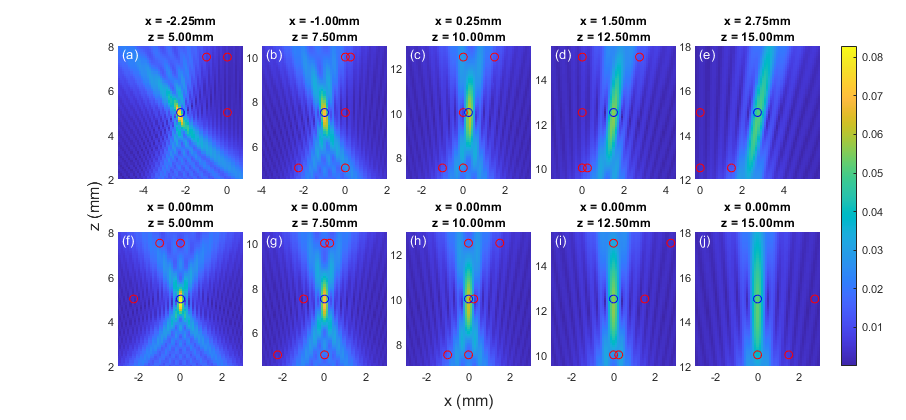 x = -2.25mm
z = 5.00mm
x = -1.00mm
z = 7.50mm
x = 0.25mm
z = 10.00mm
x = 1.50mm
z = 12.50mm
x = 2.75mm
z = 15.00mm
(a)
8
6
4
2
-4 -2 0
(b)
10
8
6
-4 -2 0 2
(c)
12
10
8
-2 0 2
(d)
14
12
10
-2 0 2 4
(e)
18
16
14
12
0 2 4
0.08
0.07
0.06
0.05
0.04
0.03
0.02
0.01
z (mm)
x = 0.00mm
z = 5.00mm
x = 0.00mm
z = 7.50mm
x = 0.00mm
z = 10.00mm
x = 0.00mm
z = 12.50mm
x = 0.00mm
z = 15.00mm
(f)
8
6
4
2
-2 0 2
(g)
10
8
6
-2 0 2
(h)
12
10
8
-2 0 2
(i)
14
12
10
-2 0 2
(j)
18
16
14
12
-2 0 2
x (mm)